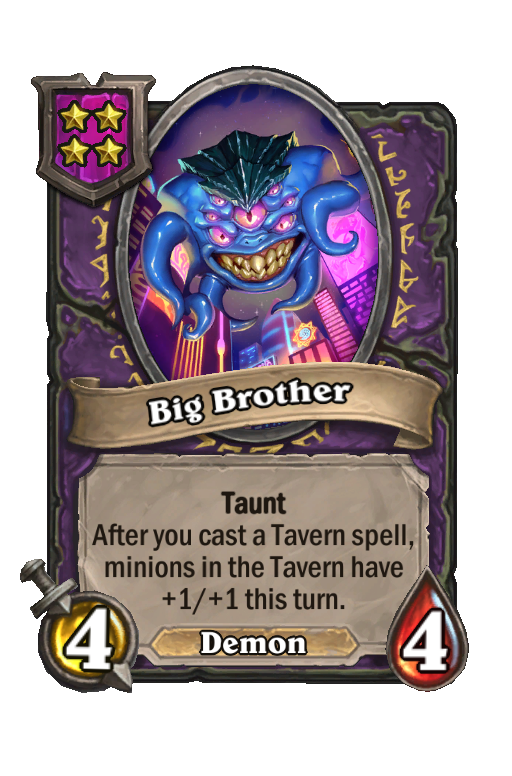 Big Brother
Taunt
After you cast a Tavern spell,
minions in the Tavern have
+1/+1 this turn.
4
Demon
4